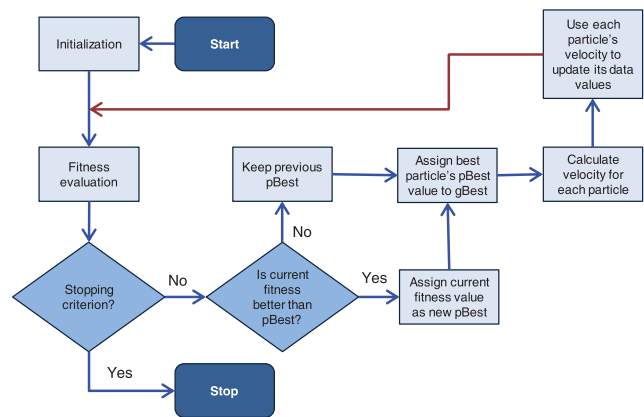 Start
Initialization
Fitness
evaluation
Stopping
criterion?
Yes
Stop
No
Is current
fitness
better than
pBest?
No
Keep previous
pBest
Yes
Assign current
fitness value
as new pBest
Assign best
particle's pBest
value to gBest
Calculate
velocity for
each particle
Use each
particle's
velocity to
update its data
values